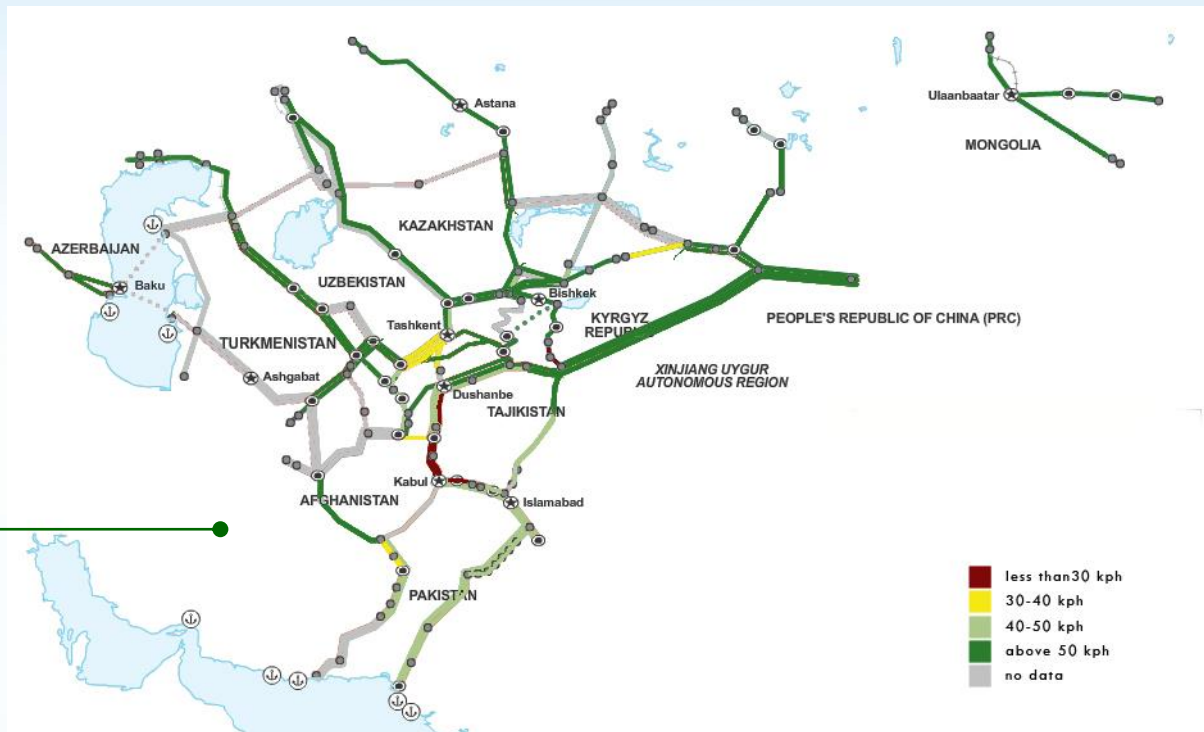 Astana
Ulaanbaatar
MONGOLIA
KAZAKHSTAN
AZERBAIJAN
Baku
UZBEKISTAN
Bishkek
KYRGYZ
REPUBLIC
PEOPLE'S REPUBLIC OF CHINA (PRC)
Tashkent
TURKMENISTAN
XINJIANG UYGUR
AUTONOMOUS REGION
Ashgabat
Dushanbe
TAJIKISTAN
Kabul
AFGHANISTAN
Islamabad
PAKISTAN
less than30 kph
30-40 kph
40-50 kph
above 50 kph
no data